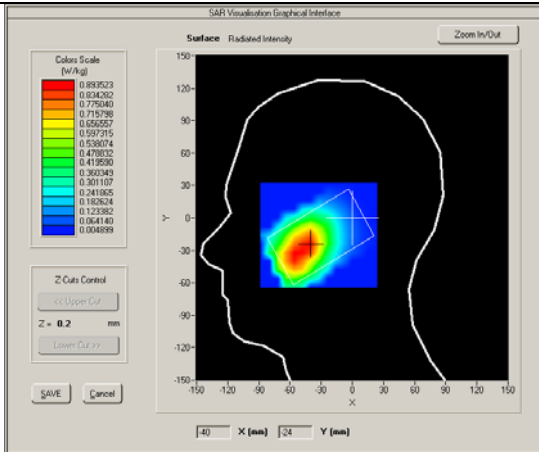 SAR Visualisation Graphical Interface
Surface Radiated Intensity
Zoom In/Out
Colors Scale
(W/kg)
0.893523
0.834282
0.775040
0.715798
0.656557
0.597315
0.538074
0.478832
0.419590
0.360349
0.301107
0.241865
0.182624
0.123382
0.064140
0.004899
150
120
90
60
30
0
-30
-60
-90
-120
-150
Y
-150 -120 -90 -60 -30 0 30 60 90 120 150
X
Z Cuts Control
<< Upper Cut
Z = 0.2 mm
Lower Cut >>
SAVE Cancel
-40 X (mm) -24 Y (mm)